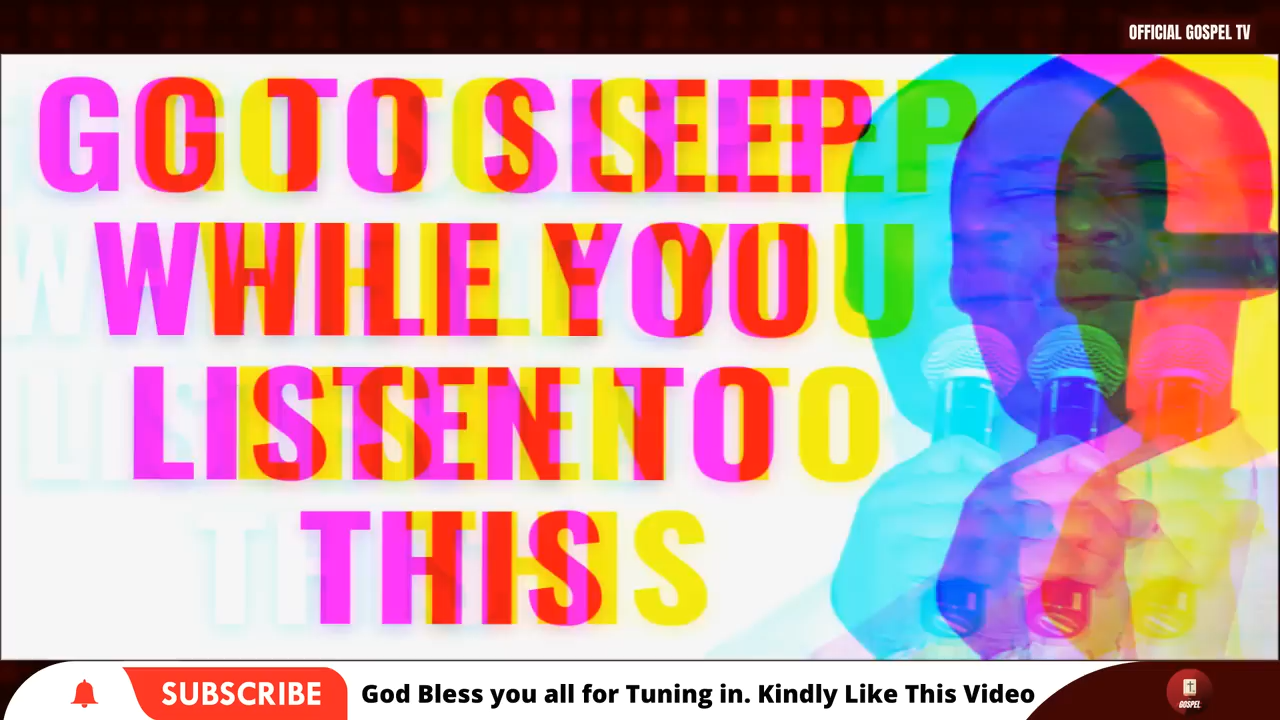 OFFICIAL GOSPEL TV
GO TO SLEEP
WHILE YOU
LISTEN TO
THIS
SUBSCRIBE
God Bless you all for Tuning in. Kindly Like This Video
GOSPEL